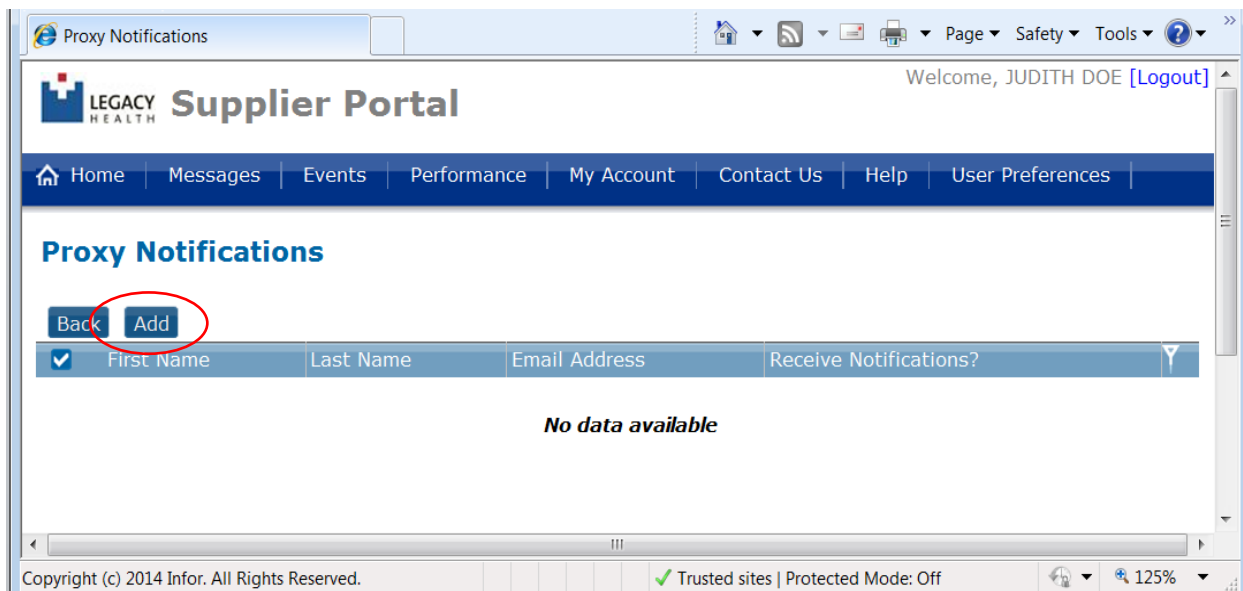 Proxy Notifications
Page Safety Tools
Welcome, JUDITH DOE [Logout]
LEGACY HEALTH Supplier Portal
Home Messages Events Performance My Account Contact Us Help User Preferences
Proxy Notifications
Back Add
First Name Last Name Email Address Receive Notifications?
No data available
Copyright (c) 2014 Infor. All Rights Reserved. Trusted sites | Protected Mode: Off 125%